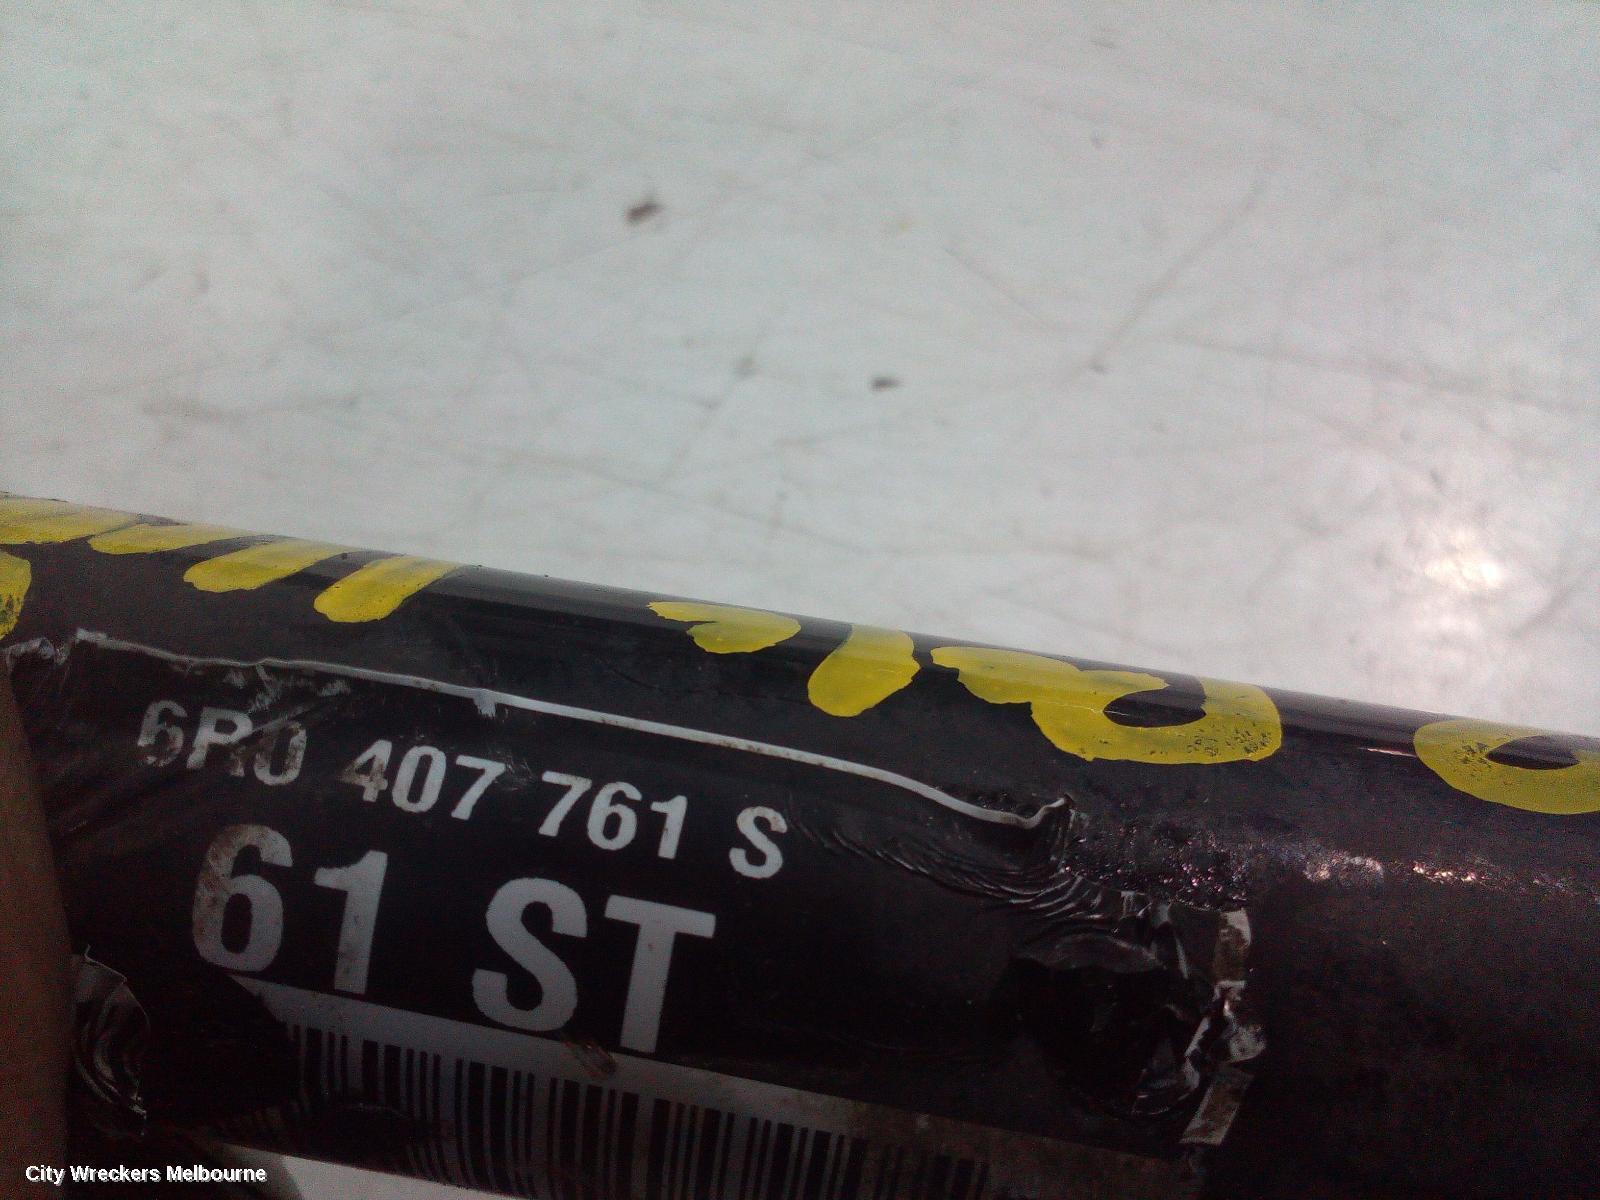 6R0 407 761 S
61 ST
City Wreckers Melbourne